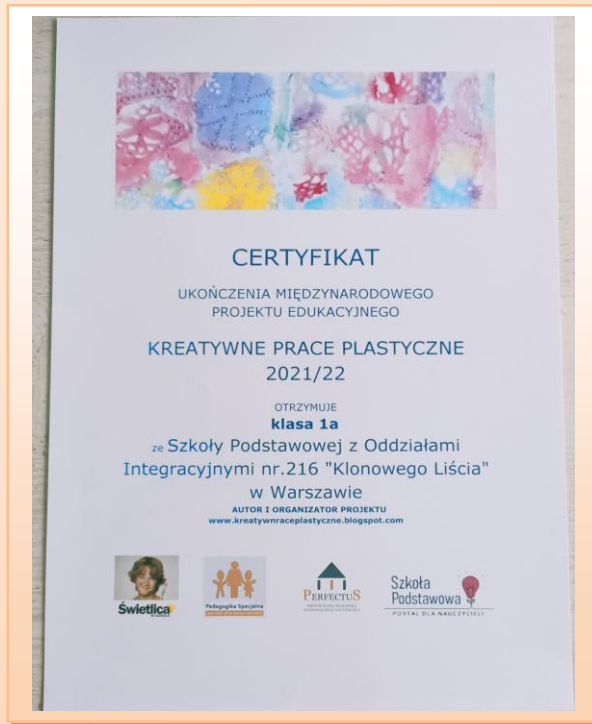 CERTYFIKAT
UKOŃCZENIA MIĘDZYNARODOWEGO
PROJEKTU EDUKACYJNEGO
KREATYWNE PRACE PLASTYCZNE
2021/22
OTRZYMUJE
klasa 1a
ze Szkoły Podstawowej z Oddziałami
Integracyjnymi nr.216 "Klonowego Liścia"
w Warszawie
AUTOR I ORGANIZATOR PROJEKTU
www.kreatywnraceplastyczne.blogspot.com
Świetlica
Pedagogika Specjalna
PERFECTUS
Szkoła
Podstawowa
PORTAL DLA NAUCZYCIELI